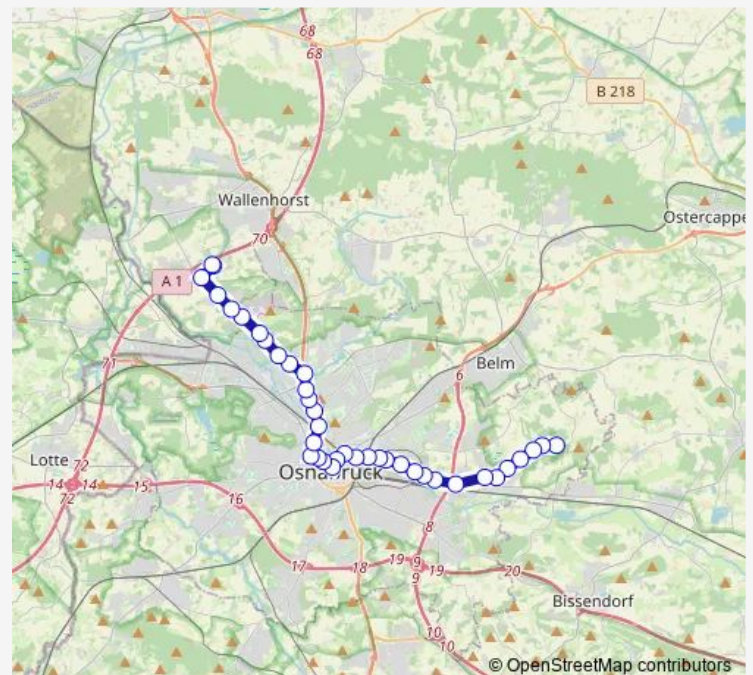 68
68
B 218
Wallenhorst
Ostercappe
70
A 1
71
Belm
6
Lotte
72
14 14
72
15
16
Osnabrück
8
17
18
19
9
19
9
20
Bissendorf
10
10
© OpenStreetMap contributors